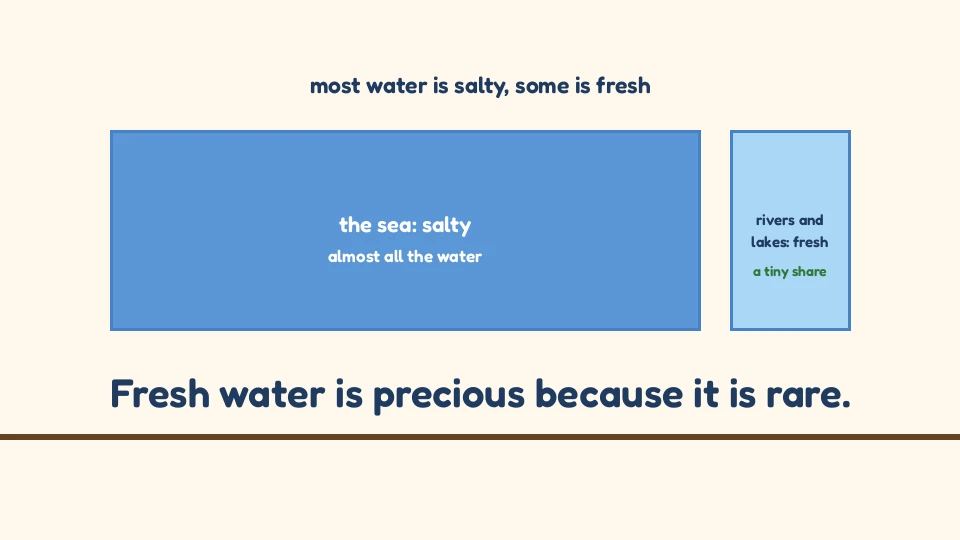 most water is salty, some is fresh
the sea: salty
almost all the water
rivers and
lakes: fresh
a tiny share
Fresh water is precious because it is rare.